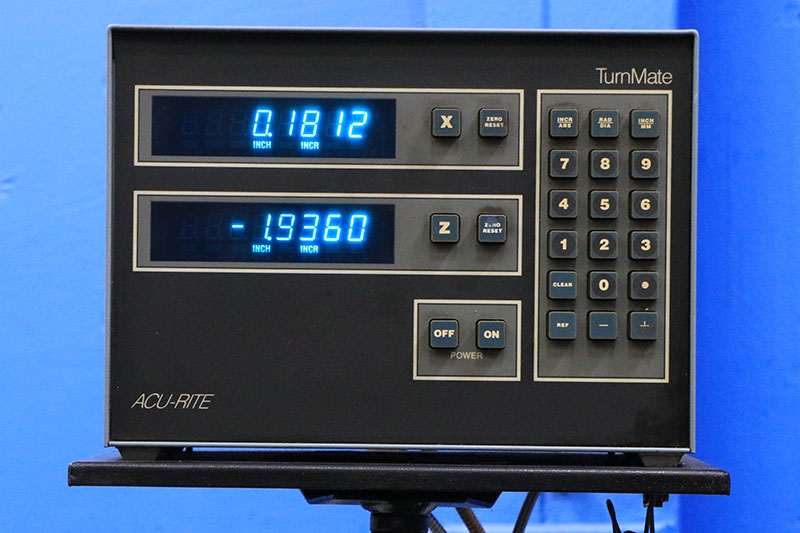 TurnMate
0.1812
INCH INCR
X
ZERO RESET
-1.9360
INCH INCR
Z
ZERO RESET
INCR ABS
RAD DIA
INCH MM
7 8 9
4 5 6
1 2 3
CLEAR 0 •
REF −
OFF ON
POWER
ACU-RITE